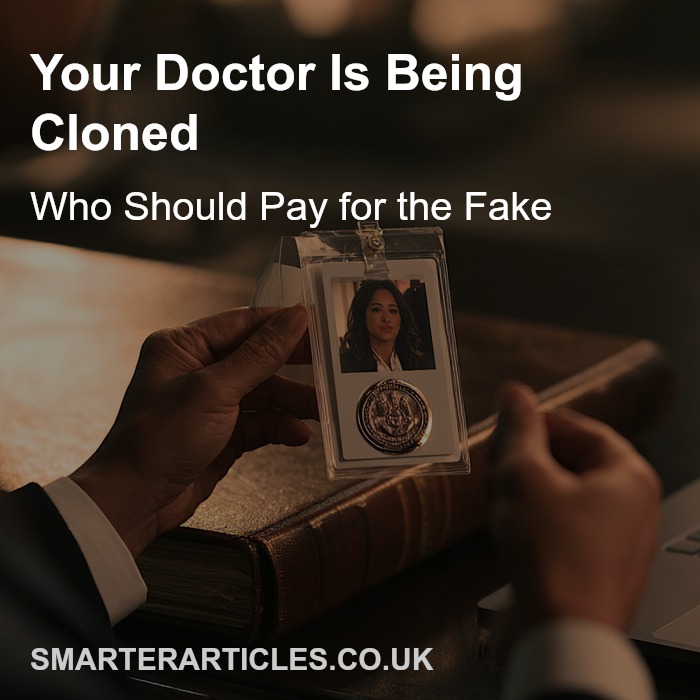 Your Doctor Is Being
Cloned
Who Should Pay for the Fake
SMARTERARTICLES.CO.UK